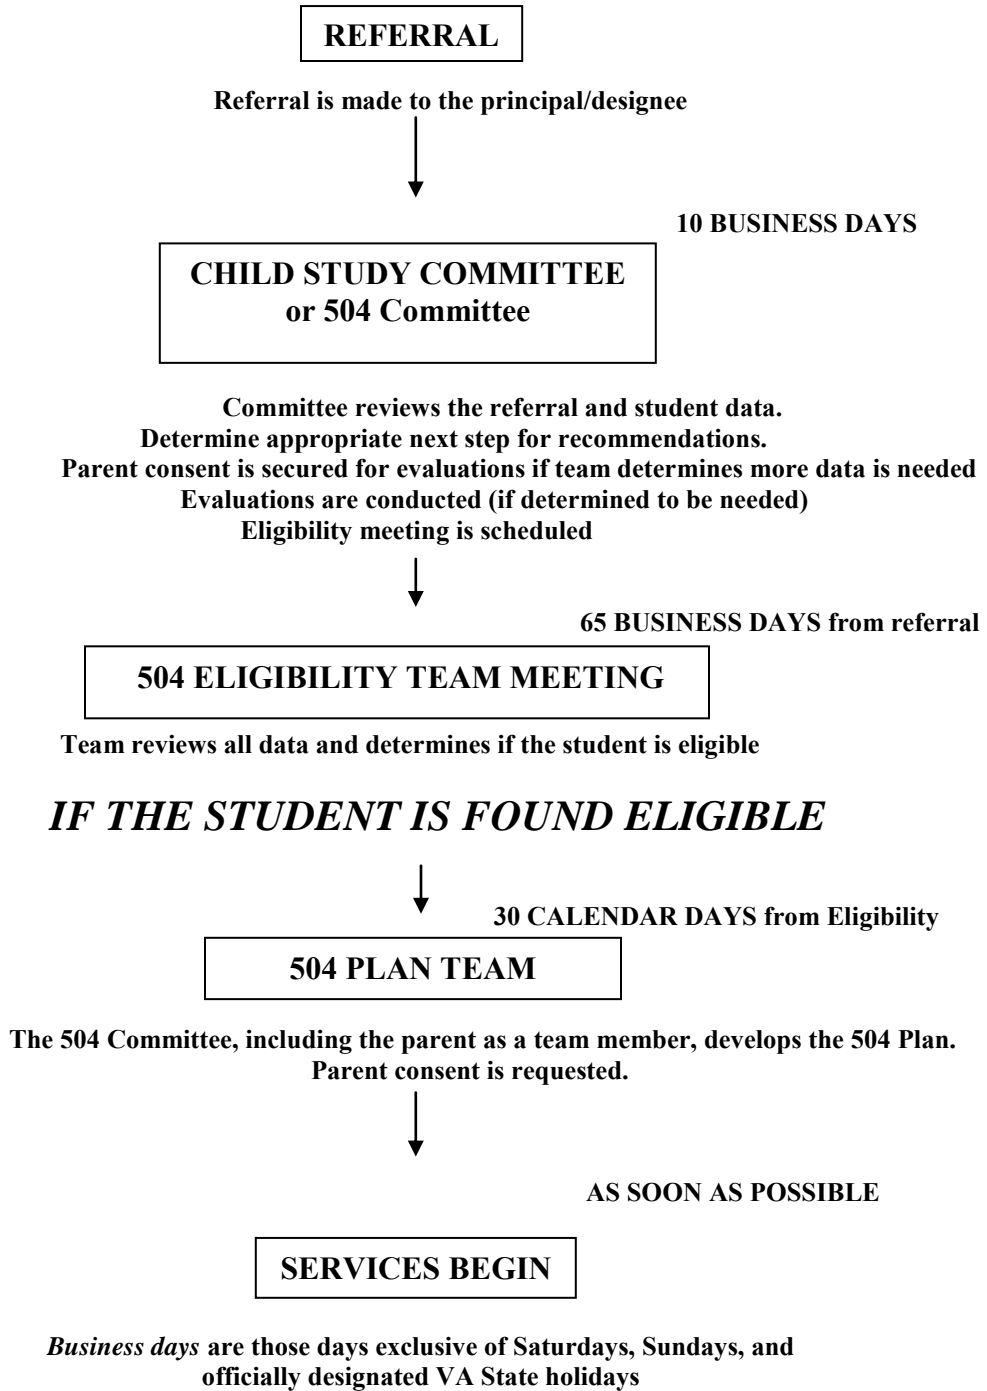 REFERRAL
Referral is made to the principal/designee
10 BUSINESS DAYS
CHILD STUDY COMMITTEE
or 504 Committee
Committee reviews the referral and student data.
Determine appropriate next step for recommendations.
Parent consent is secured for evaluations if team determines more data is needed
Evaluations are conducted (if determined to be needed)
Eligibility meeting is scheduled
65 BUSINESS DAYS from referral
504 ELIGIBILITY TEAM MEETING
Team reviews all data and determines if the student is eligible
IF THE STUDENT IS FOUND ELIGIBLE
30 CALENDAR DAYS from Eligibility
504 PLAN TEAM
The 504 Committee, including the parent as a team member, develops the 504 Plan.
Parent consent is requested.
AS SOON AS POSSIBLE
SERVICES BEGIN
Business days are those days exclusive of Saturdays, Sundays, and
officially designated VA State holidays